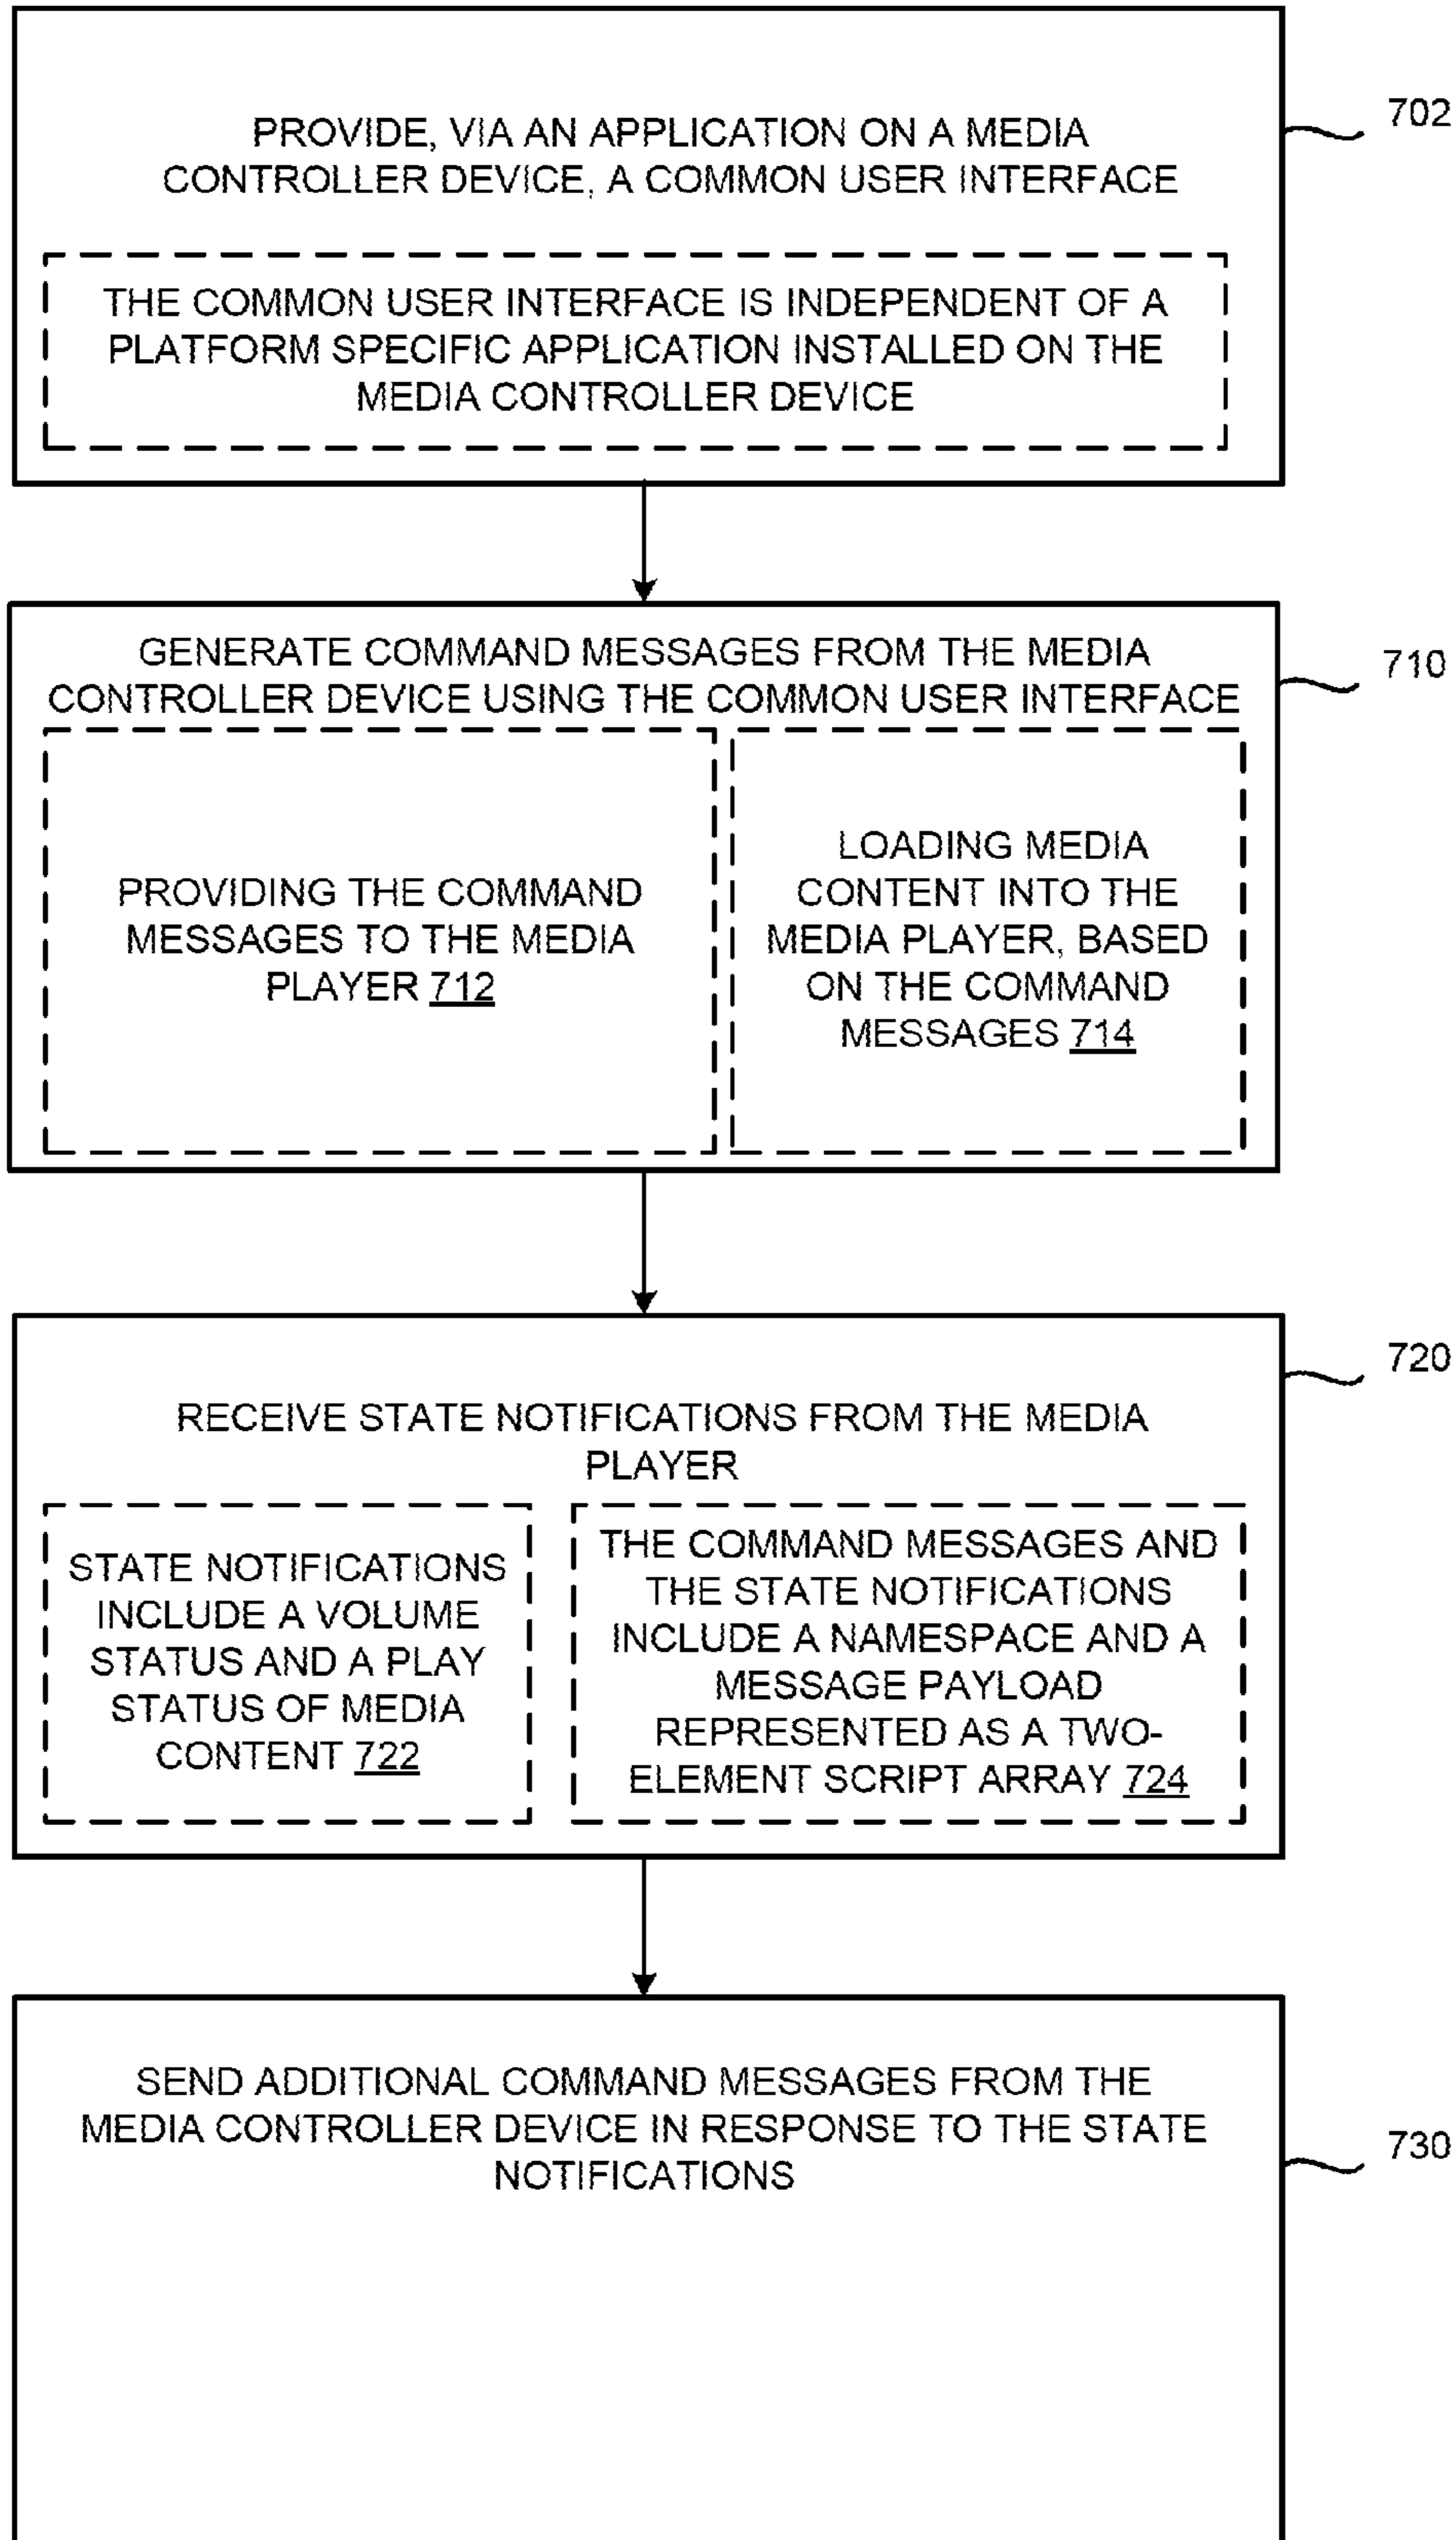 PROVIDE, VIA AN APPLICATION ON A MEDIA
CONTROLLER DEVICE, A COMMON USER INTERFACE
702
THE COMMON USER INTERFACE IS INDEPENDENT OF A
PLATFORM SPECIFIC APPLICATION INSTALLED ON THE
MEDIA CONTROLLER DEVICE
GENERATE COMMAND MESSAGES FROM THE MEDIA
CONTROLLER DEVICE USING THE COMMON USER INTERFACE
710
PROVIDING THE COMMAND
MESSAGES TO THE MEDIA
PLAYER 712
LOADING MEDIA
CONTENT INTO THE
MEDIA PLAYER, BASED
ON THE COMMAND
MESSAGES 714
RECEIVE STATE NOTIFICATIONS FROM THE MEDIA
PLAYER
720
STATE NOTIFICATIONS
INCLUDE A VOLUME
STATUS AND A PLAY
STATUS OF MEDIA
CONTENT 722
THE COMMAND MESSAGES AND
THE STATE NOTIFICATIONS
INCLUDE A NAMESPACE AND A
MESSAGE PAYLOAD
REPRESENTED AS A TWO-
ELEMENT SCRIPT ARRAY 724
SEND ADDITIONAL COMMAND MESSAGES FROM THE
MEDIA CONTROLLER DEVICE IN RESPONSE TO THE STATE
NOTIFICATIONS
730